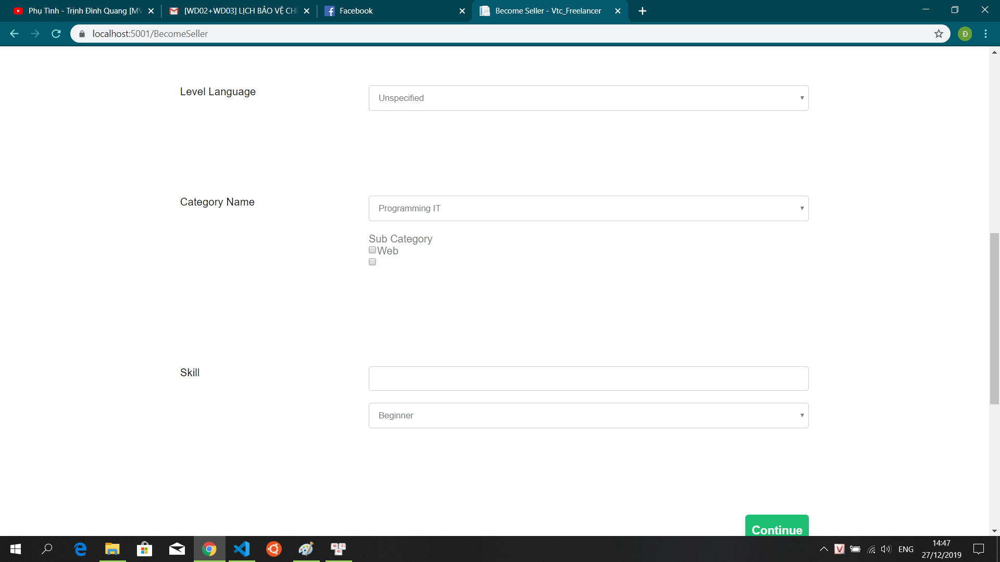 Phụ Tình - Trịnh Đình Quang [MV
[WD02+WD03] LỊCH BẢO VỆ CHÍ
Facebook
Become Seller - Vtc_Freelancer
localhost:5001/BecomeSeller
Đ
Level Language
Unspecified
Category Name
Programming IT
Sub Category
Web
Skill
Beginner
Continue
ENG
14:47
27/12/2019